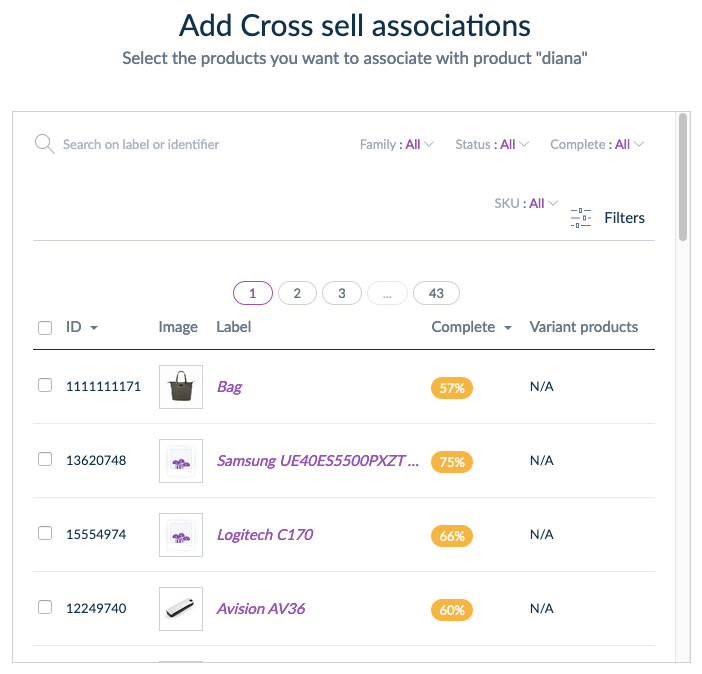 Add Cross sell associations
Select the products you want to associate with product "diana"
Search on label or identifier
Family : All
Status : All
Complete : All
SKU : All
Filters
1 2 3 ... 43
ID Image Label Complete Variant products
1111111171 Bag 57% N/A
13620748 Samsung UE40ES5500PXZT ... 75% N/A
15554974 Logitech C170 66% N/A
12249740 Avision AV36 60% N/A